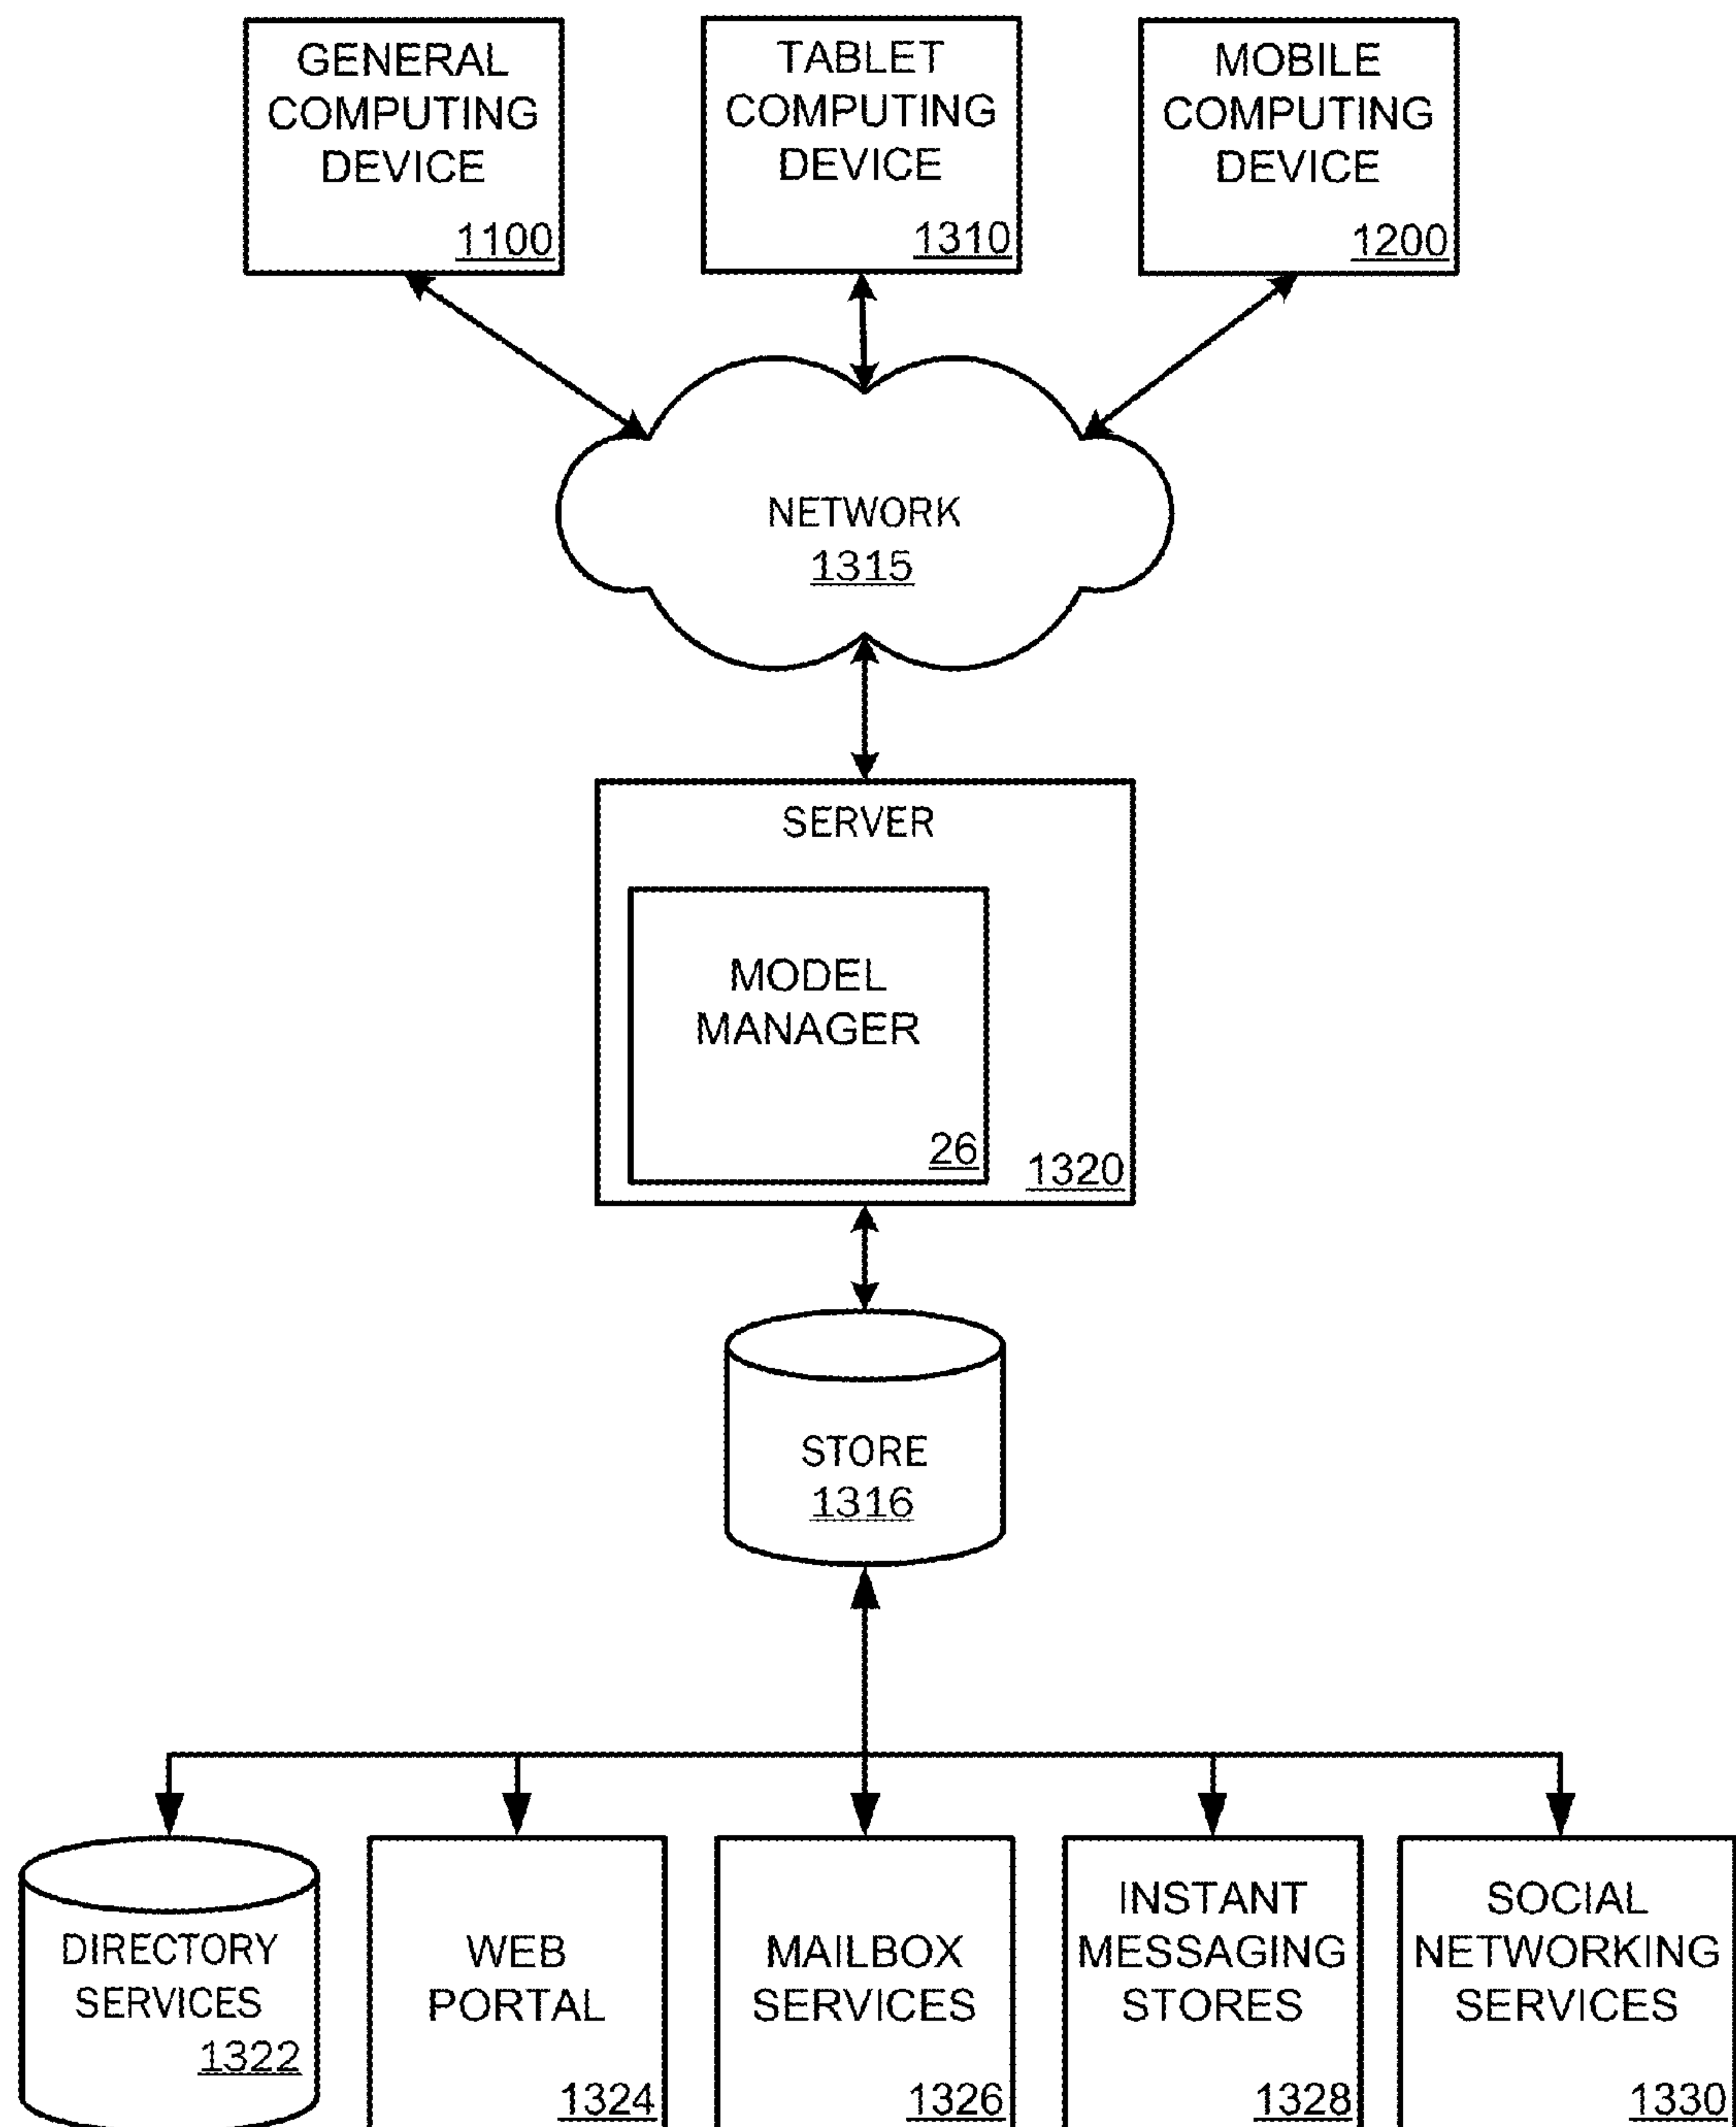 GENERAL
COMPUTING
DEVICE
1100
TABLET
COMPUTING
DEVICE
1310
MOBILE
COMPUTING
DEVICE
1200
NETWORK
1315
SERVER
MODEL
MANAGER
26
1320
STORE
1316
DIRECTORY
SERVICES
1322
WEB
PORTAL
1324
MAILBOX
SERVICES
1326
INSTANT
MESSAGING
STORES
1328
SOCIAL
NETWORKING
SERVICES
1330